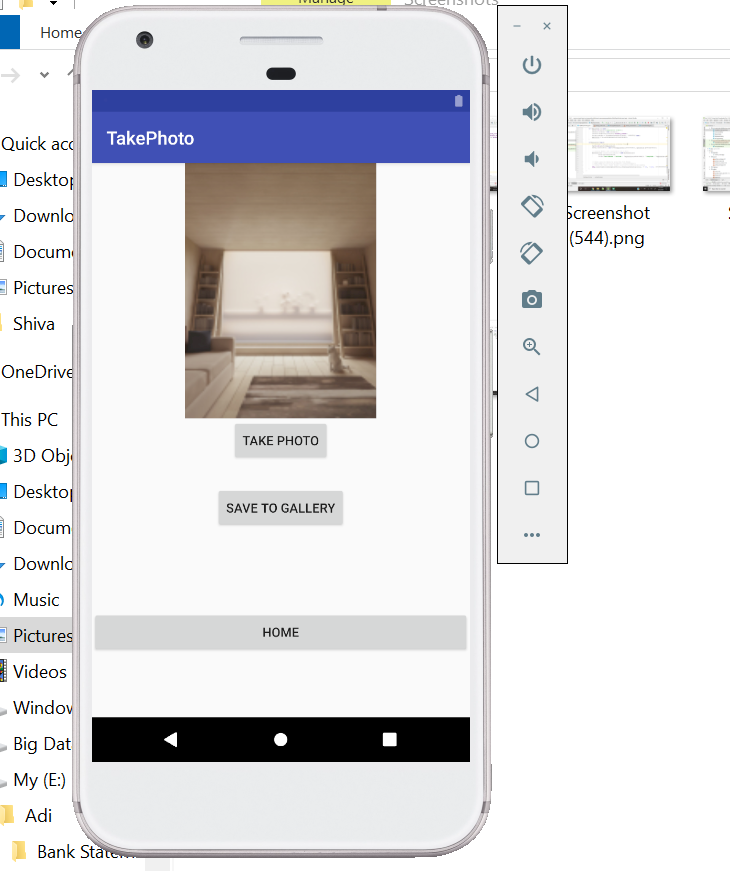 Manage
Screenshots
Home
TakePhoto
Quick acc
Desktop
Downlo
Docume
Pictures
Shiva
OneDrive
This PC
3D Obje
Desktop
Docume
Downlo
Music
Pictures
Videos
Window
Big Dat
My (E:)
Adi
Bank Statem
TAKE PHOTO
SAVE TO GALLERY
HOME
Screenshot
(544).png
S